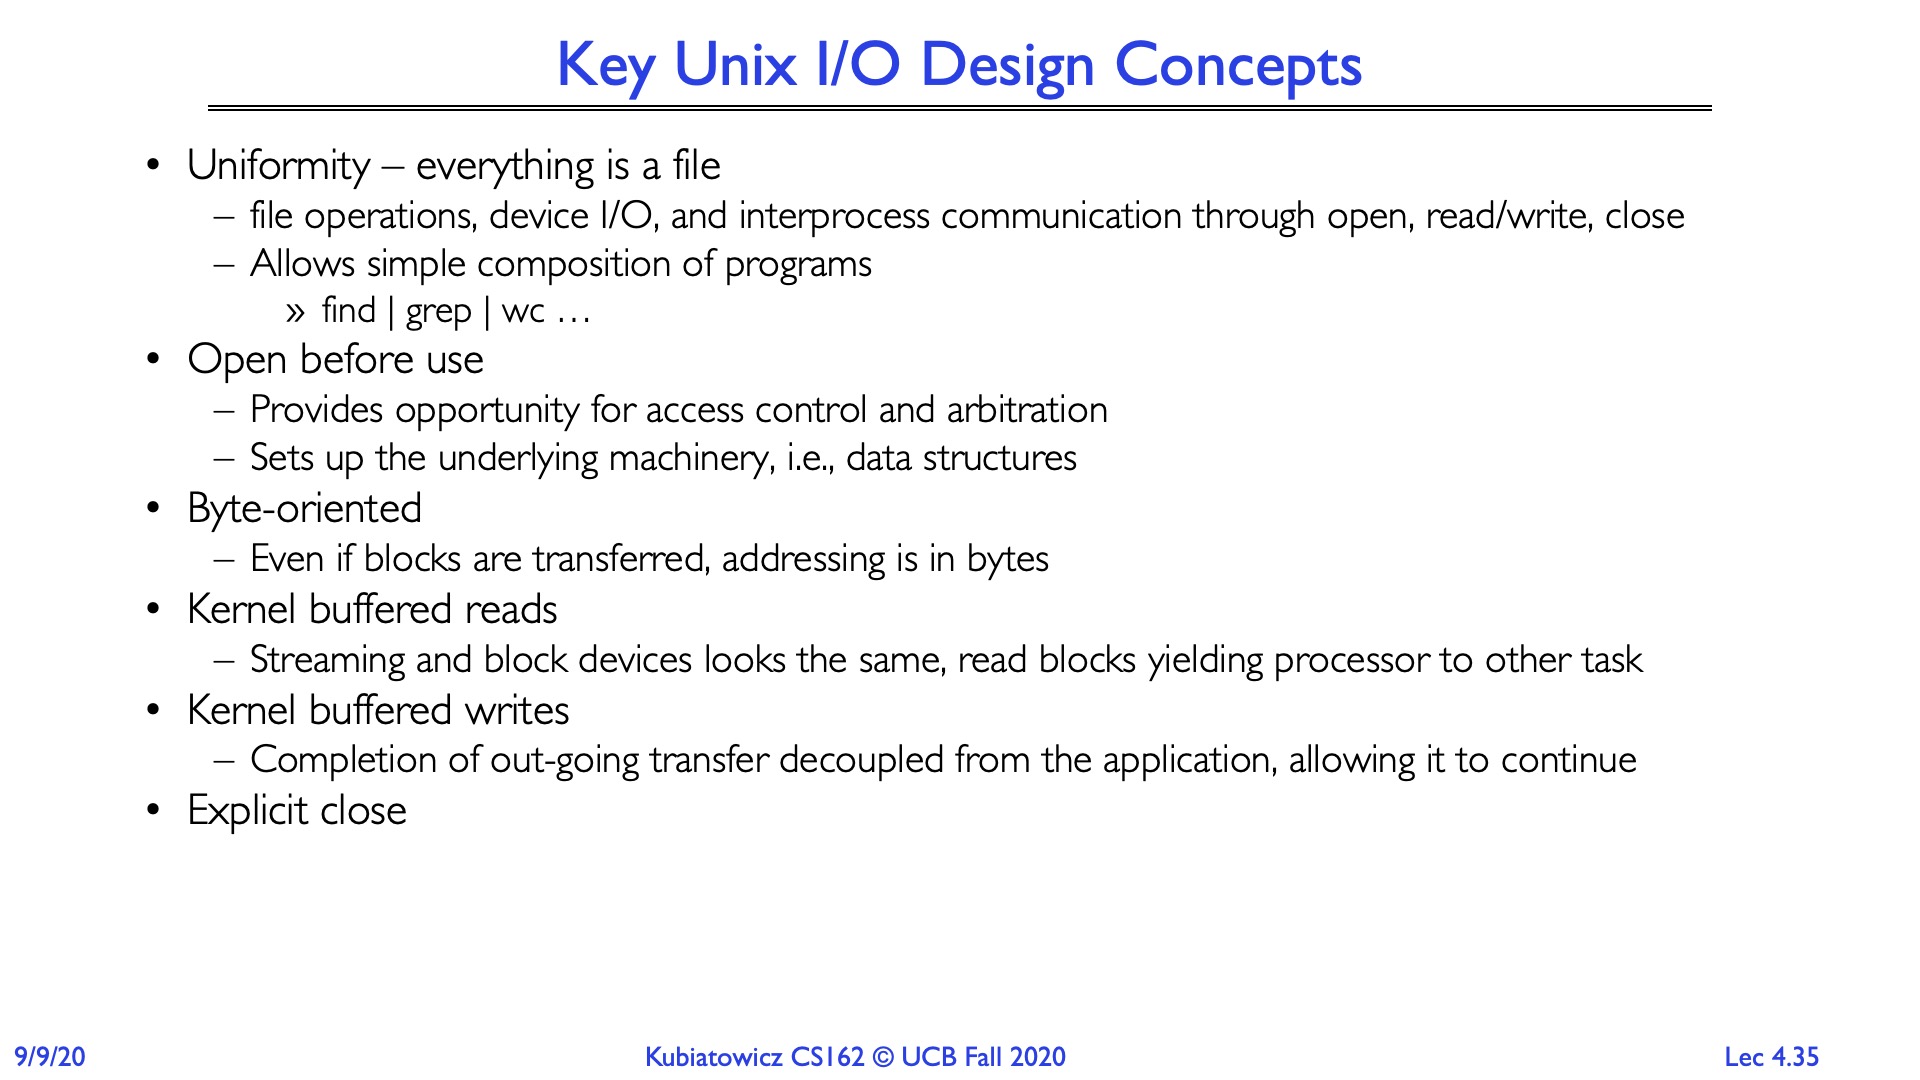 Key Unix I/O Design Concepts
• Uniformity – everything is a file
– file operations, device I/O, and interprocess communication through open, read/write, close
– Allows simple composition of programs
» find | grep | wc …
• Open before use
– Provides opportunity for access control and arbitration
– Sets up the underlying machinery, i.e., data structures
• Byte-oriented
– Even if blocks are transferred, addressing is in bytes
• Kernel buffered reads
– Streaming and block devices looks the same, read blocks yielding processor to other task
• Kernel buffered writes
– Completion of out-going transfer decoupled from the application, allowing it to continue
• Explicit close
9/9/20
Kubiatowicz CS162 © UCB Fall 2020
Lec 4.35